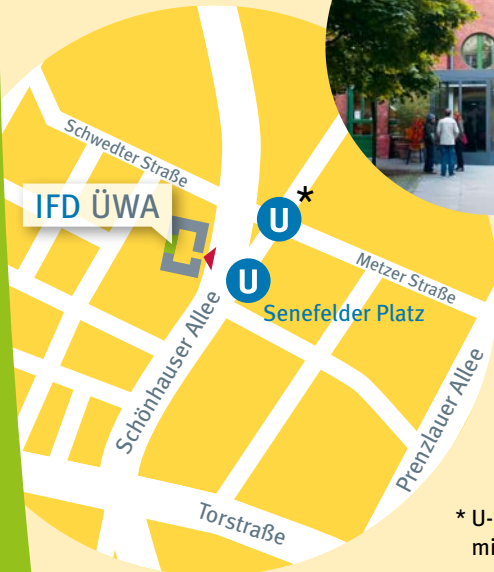 Schwedter Straße
IFD ÜWA
U *
Metzer Straße
U
Senefelder Platz
Schönhauser Allee
Prenzlauer Allee
Torstraße
* U-
mi